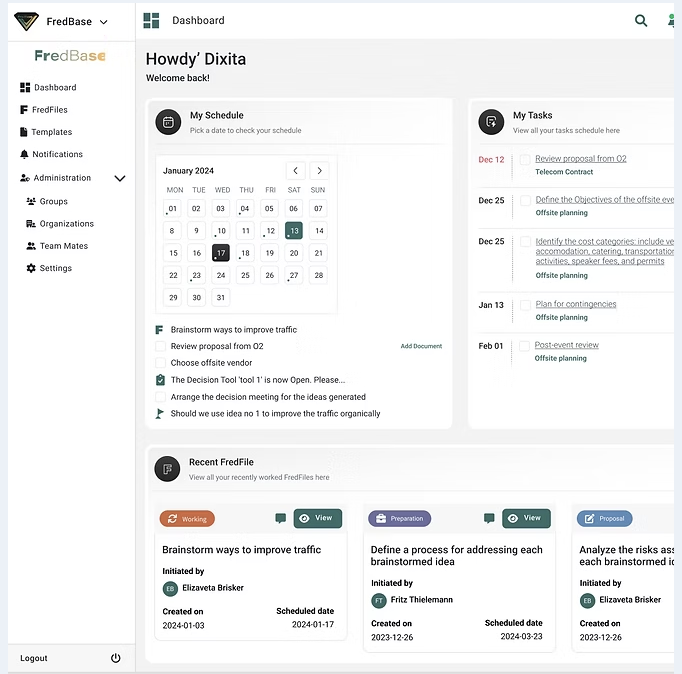 FredBase
Dashboard
FredBase
Dashboard
FredFiles
Templates
Notifications
Administration
Groups
Organizations
Team Mates
Settings
Logout
Howdy’ Dixita
Welcome back!
My Schedule
Pick a date to check your schedule
January 2024
MON TUE WED THU FRI SAT SUN
01 02 03 04 05 06 07
8 9 10 11 12 13 14
15 16 17 18 19 20 21
22 23 24 25 26 27 28
29 30 31
Brainstorm ways to improve traffic
Review proposal from O2 Add Document
Choose offsite vendor
The Decision Tool 'tool 1' is now Open. Please...
Arrange the decision meeting for the ideas generated
Should we use idea no 1 to improve the traffic organically
My Tasks
View all your tasks schedule here
Dec 12 Review proposal from O2
Telecom Contract
Dec 25 Define the Objectives of the offsite eve
Offsite planning
Dec 25 Identify the cost categories: include ve
accomodation, catering, transportation
activities, speaker fees, and permits
Offsite planning
Jan 13 Plan for contingencies
Offsite planning
Feb 01 Post-event review
Offsite planning
Recent FredFile
View all your recently worked FredFiles here
Working View
Brainstorm ways to improve traffic
Initiated by
EB Elizaveta Brisker
Created on Scheduled date
2024-01-03 2024-01-17
Preparation View
Define a process for addressing each
brainstormed idea
Initiated by
FT Fritz Thielemann
Created on Scheduled date
2023-12-26 2024-03-23
Proposal
Analyze the risks ass
each brainstormed id
Initiated by
EB Elizaveta Brisker
Created on
2023-12-26